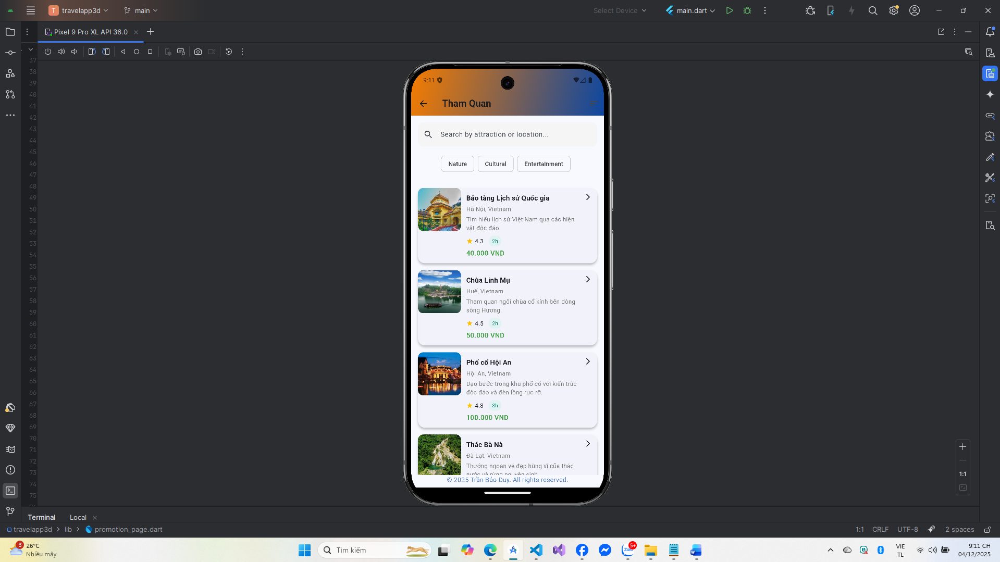 T travelapp3d main Select Device main.dart
Pixel 9 Pro XL API 36.0
37
38
39
40
41
42
43
44
45
46
47
48
49
50
51
52
53
54
55
56
57
58
59
60
61
62
63
64
65
66
67
68
69
70
71
72
73
74
75
9:11
Tham Quan
Search by attraction or location...
Nature Cultural Entertainment
Bảo tàng Lịch sử Quốc gia
Hà Nội, Vietnam
Tìm hiểu lịch sử Việt Nam qua các hiện
vật độc đáo.
4.3 2h
40.000 VND
Chùa Linh Mụ
Huế, Vietnam
Tham quan ngôi chùa cổ kính bên dòng
sông Hương.
4.5 2h
50.000 VND
Phố cổ Hội An
Hội An, Vietnam
Dạo bước trong khu phố cổ với kiến trúc
độc đáo và đèn lồng rực rỡ.
4.8 3h
100.000 VND
Thác Bà Nà
Đà Lạt, Vietnam
Thưởng ngoạn vẻ đẹp hùng vĩ của thác
nước và rừng nguyên sinh.
© 2025 Trần Bảo Duy. All rights reserved.
1:1
Terminal Local
travelapp3d > lib > promotion_page.dart 1:1 CRLF UTF-8 2 spaces
3 26°C
Nhiều mây
Tìm kiếm
Zalo 5+
VIE
TL
9:11 CH
04/12/2025